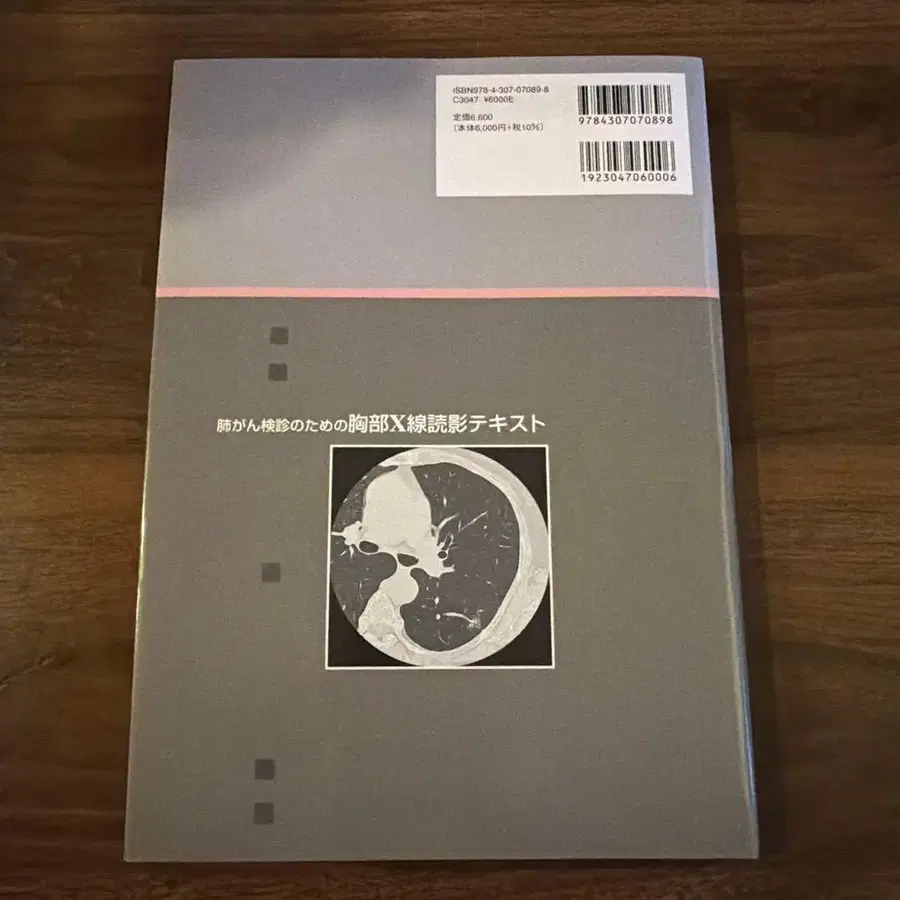 ISBN978-4-307-07089-8
C3047 ¥6000E
定価6,600
(本体6,000円+税10%)
9784307070898
1923047060006
肺がん検診のための胸部X線読影テキスト